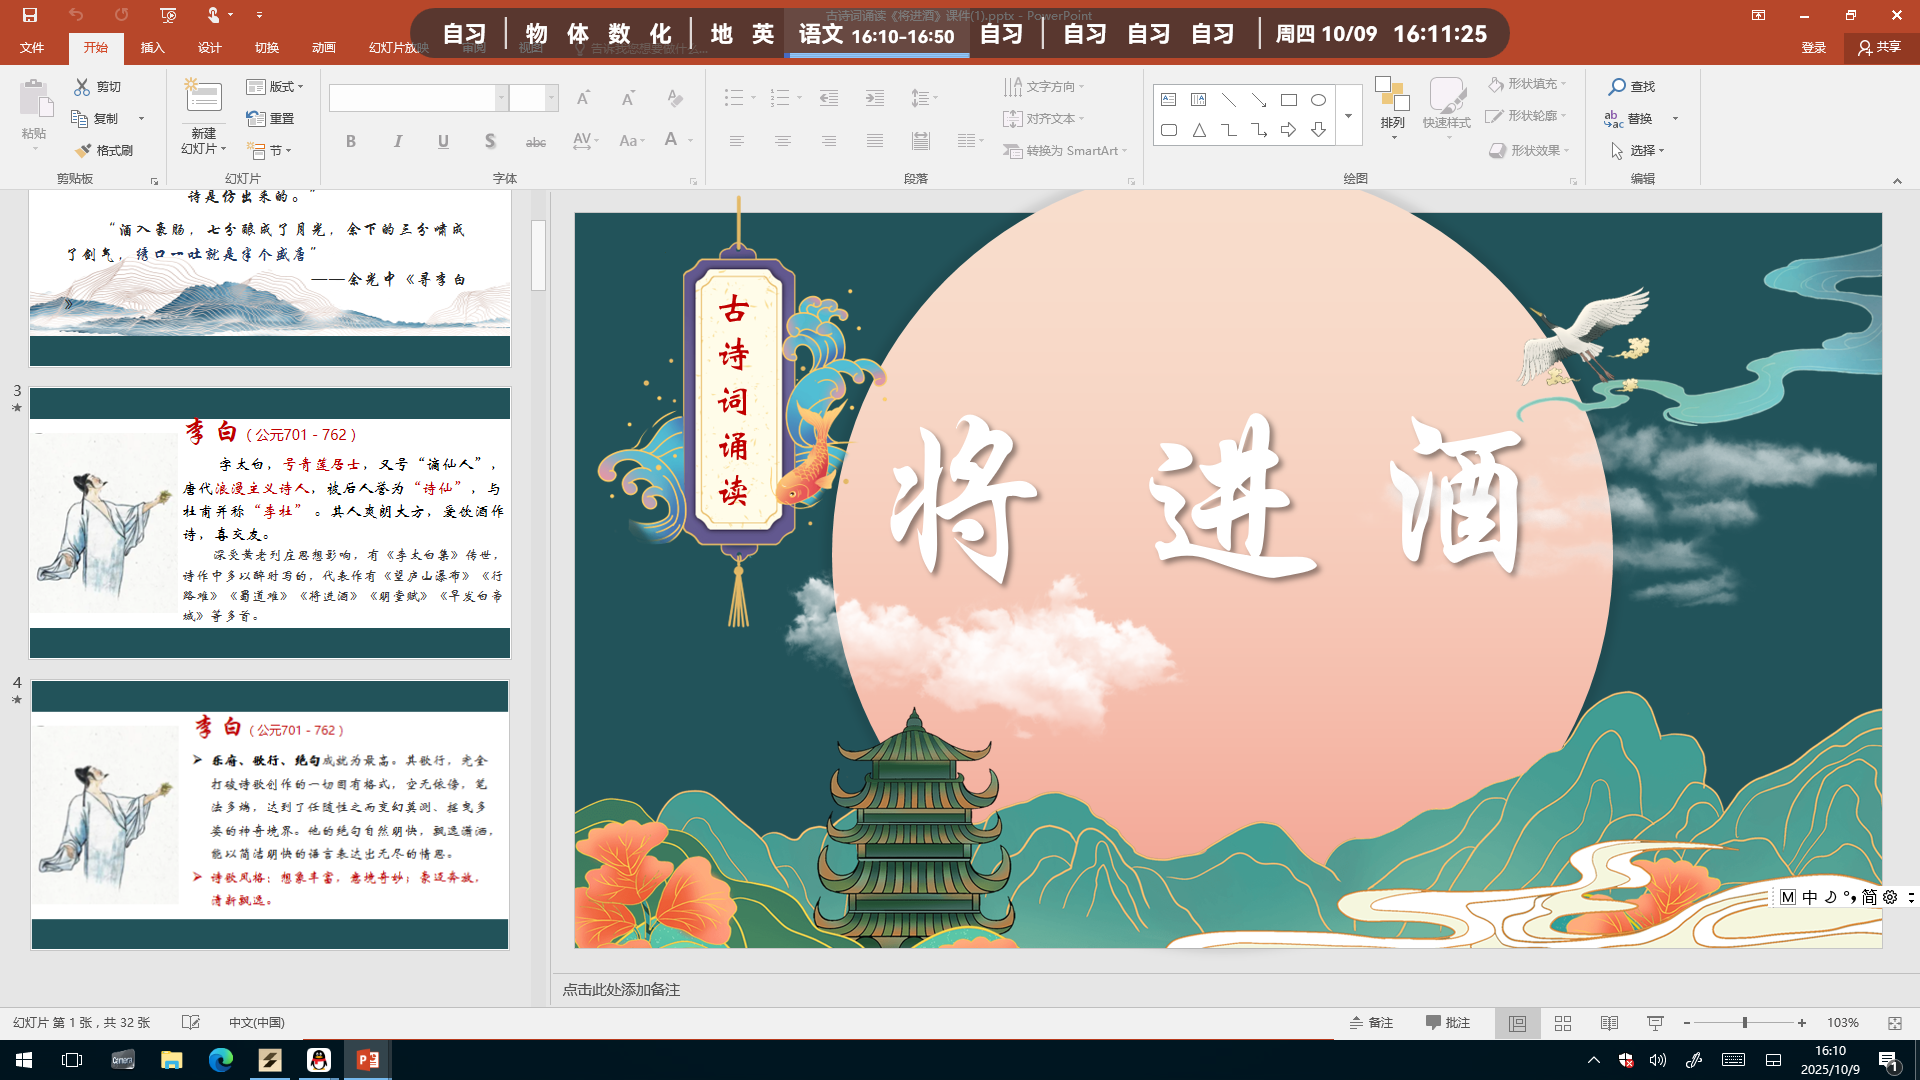 古诗词诵读《将进酒》课件(1).pptx - PowerPoint
自习 物 体 数 化 地 英 语文 16:10-16:50 自习 自习 自习 自习 周四 10/09 16:11:25
文件 开始 插入 设计 切换 动画 幻灯片放映 审阅 视图 告诉我您想要做什么... 登录 共享
粘贴
剪切
复制
格式刷
剪贴板
新建
幻灯片
版式
重置
节
幻灯片
B I U S abc AV Aa A
字体
文字方向
对齐文本
转换为 SmartArt
段落
排列
快速样式
形状填充
形状轮廓
形状效果
绘图
查找
替换
选择
编辑
诗是仿出来的。”
“酒入豪肠，七分酿成了月光，余下的三分啸成
了剑气，绣口一吐就是半个盛唐”
——余光中《寻李白
》
3
李 白（公元701－762）
字太白，号青莲居士，又号“谪仙人”，
唐代浪漫主义诗人，被后人誉为“诗仙”，与
杜甫并称“李杜”。其人爽朗大方，爱饮酒作
诗，喜交友。
深受黄老列庄思想影响，有《李太白集》传世，
诗作中多以醉时写的，代表作有《望庐山瀑布》《行
路难》《蜀道难》《将进酒》《明堂赋》《早发白帝
城》等多首。
4
李 白（公元701－762）
➢ 乐府、歌行、绝句成就为最高。其歌行，完全
打破诗歌创作的一切固有格式，空无依傍，笔
法多端，达到了任随性之而变幻莫测、摇曳多
姿的神奇境界。他的绝句自然明快，飘逸潇洒，
能以简洁明快的语言表达出无尽的情思。
➢ 诗歌风格：想象丰富，意境奇妙；豪迈奔放，
清新飘逸。
古诗词诵读
将 进 酒
M 中 简
点击此处添加备注
幻灯片 第 1 张，共 32 张 中文(中国) 备注 批注 103%
16:10
2025/10/9
1